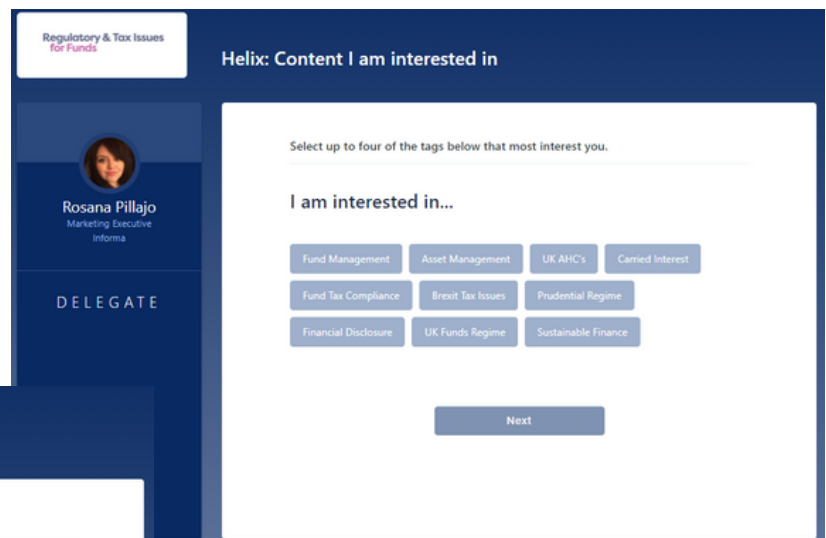 Regulatory & Tax Issues
for Funds
Helix: Content I am interested in
Rosana Pillajo
Marketing Executive
Informa
DELEGATE
Select up to four of the tags below that most interest you.
I am interested in...
Fund Management Asset Management UK AHC's Carried Interest
Fund Tax Compliance Brexit Tax Issues Prudential Regime
Financial Disclosure UK Funds Regime Sustainable Finance
Next